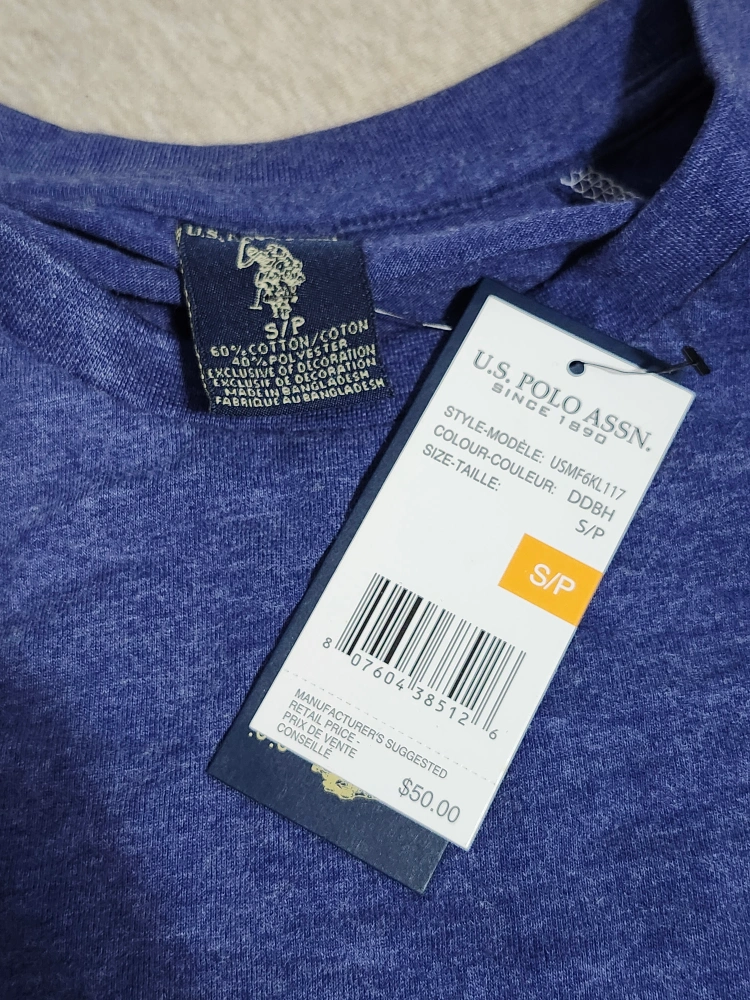 S/P
60% COTTON/COTON
40% POLYESTER
EXCLUSIVE OF DECORATION
EXCLUSIF DE DECORATION
MADE IN BANGLADESH
FABRIQUE AU BANGLADESH
U.S. POLO ASSN.
SINCE 1890
STYLE-MODÈLE: USMF6KL117
COLOUR-COULEUR: DDBH
SIZE-TAILLE: S/P
S/P
8 07604 38512 6
MANUFACTURER'S SUGGESTED
RETAIL PRICE -
PRIX DE VENTE
CONSEILLÉ
$50.00